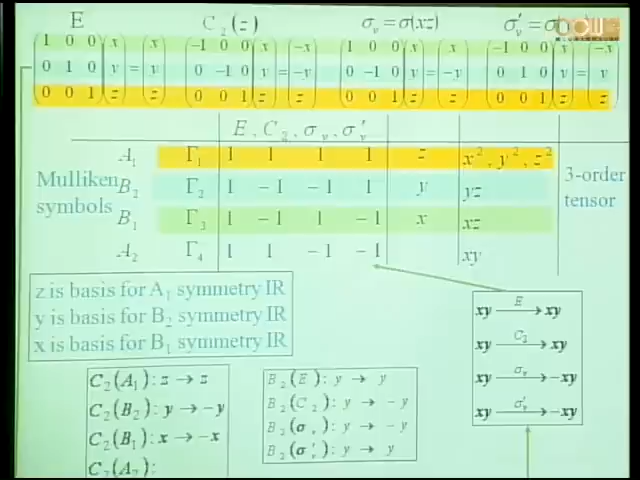 E C₂(z) σᵥ = σ(xz) σᵥ′ = σ
1 0 0 x x -1 0 0 x -x 1 0 0 x x -1 0 0 x -x
0 1 0 y = y 0 -1 0 y = -y 0 -1 0 y = -y 0 1 0 y = y
0 0 1 z z 0 0 1 z z 0 0 1 z z 0 0 1 z z
E, C₂, σᵥ, σᵥ′
A₁ Γ₁ 1 1 1 1 z x², y², z²
Mulliken symbols
B₂ Γ₂ 1 -1 -1 1 y yz
B₁ Γ₃ 1 -1 1 -1 x xz
A₂ Γ₄ 1 1 -1 -1 xy
3-order
tensor
z is basis for A₁ symmetry IR
y is basis for B₂ symmetry IR
x is basis for B₁ symmetry IR
xy E→ xy
xy C₂→ xy
xy σᵥ→ -xy
xy σᵥ′→ -xy
C₂(A₁): z → z
C₂(B₂): y → -y
C₂(B₁): x → -x
C₂(A₂):
B₂(E): y → y
B₂(C₂): y → -y
B₂(σᵥ): y → -y
B₂(σᵥ′): y → y